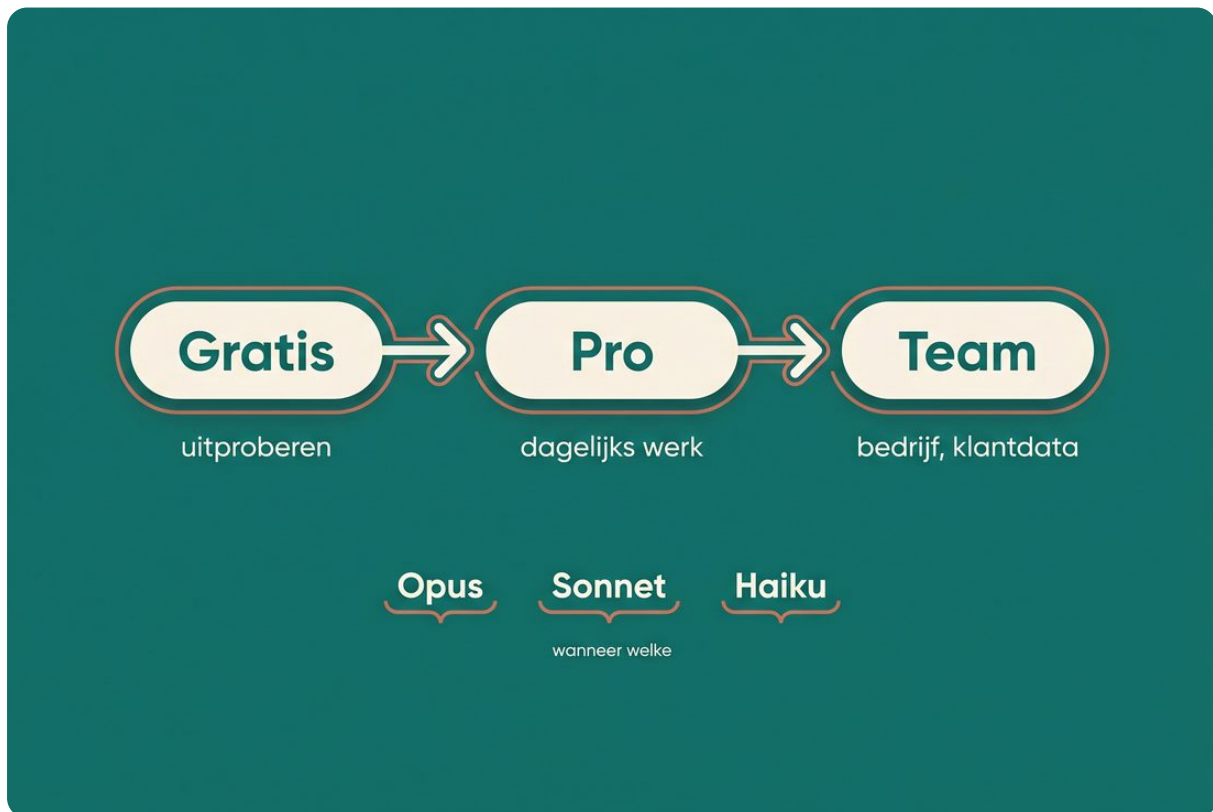 Gratis
Pro
Team
uitproberen
dagelijks werk
bedrijf, klantdata
Opus
Sonnet
Haiku
wanneer welke